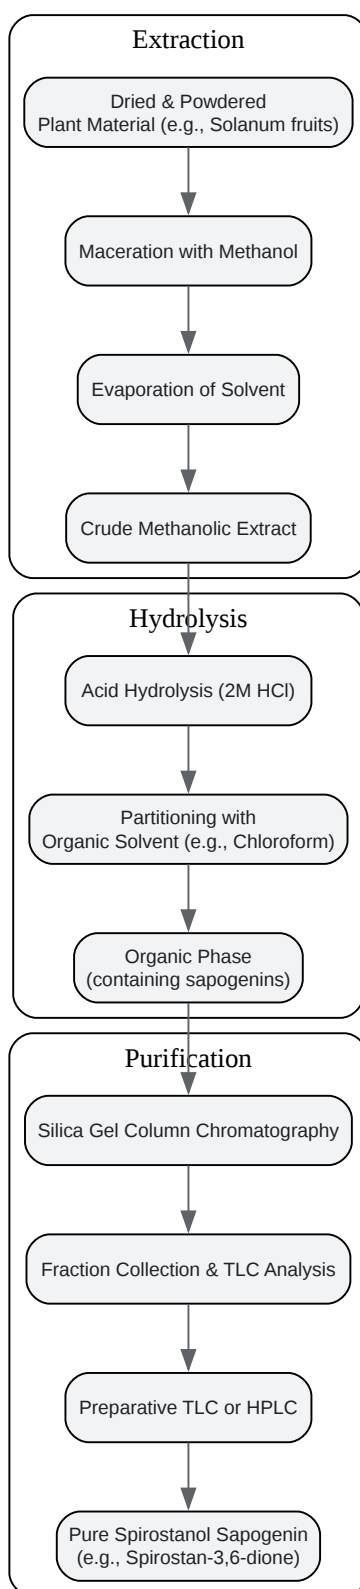 Extraction
Dried & Powdered
Plant Material (e.g., Solanum fruits)
Maceration with Methanol
Evaporation of Solvent
Crude Methanolic Extract
Hydrolysis
Acid Hydrolysis (2M HCl)
Partitioning with
Organic Solvent (e.g., Chloroform)
Organic Phase
(containing sapogenins)
Purification
Silica Gel Column Chromatography
Fraction Collection & TLC Analysis
Preparative TLC or HPLC
Pure Spirostanol Sapogenin
(e.g., Spirostan-3,6-dione)